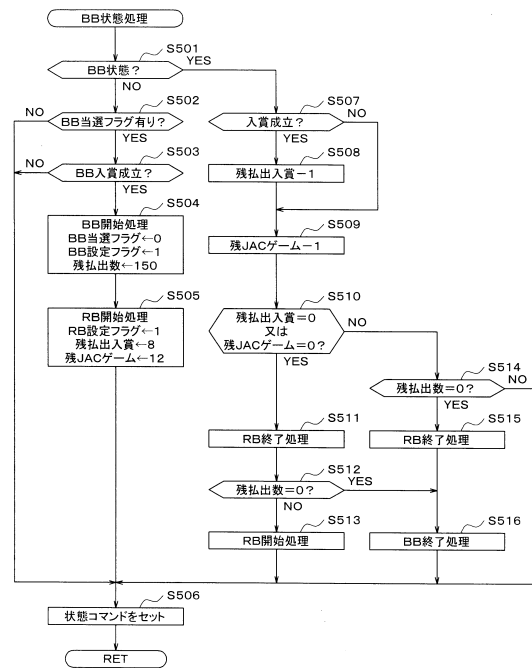 BB状態処理
S501
BB状態？
YES
NO
S502
NO
BB当選フラグ有り？
YES
S503
NO
BB入賞成立？
YES
S504
BB開始処理
BB当選フラグ←0
BB設定フラグ←1
残払出数←150
S505
RB開始処理
RB設定フラグ←1
残払出入賞←8
残JACゲーム←12
S507
入賞成立？
NO
YES
S508
残払出入賞－1
S509
残JACゲーム－1
S510
残払出入賞＝0
又は
残JACゲーム＝0？
NO
YES
S514
残払出数＝0？
NO
YES
S511
RB終了処理
S515
RB終了処理
S512
残払出数＝0？
YES
NO
S513
RB開始処理
S516
BB終了処理
S506
状態コマンドをセット
RET